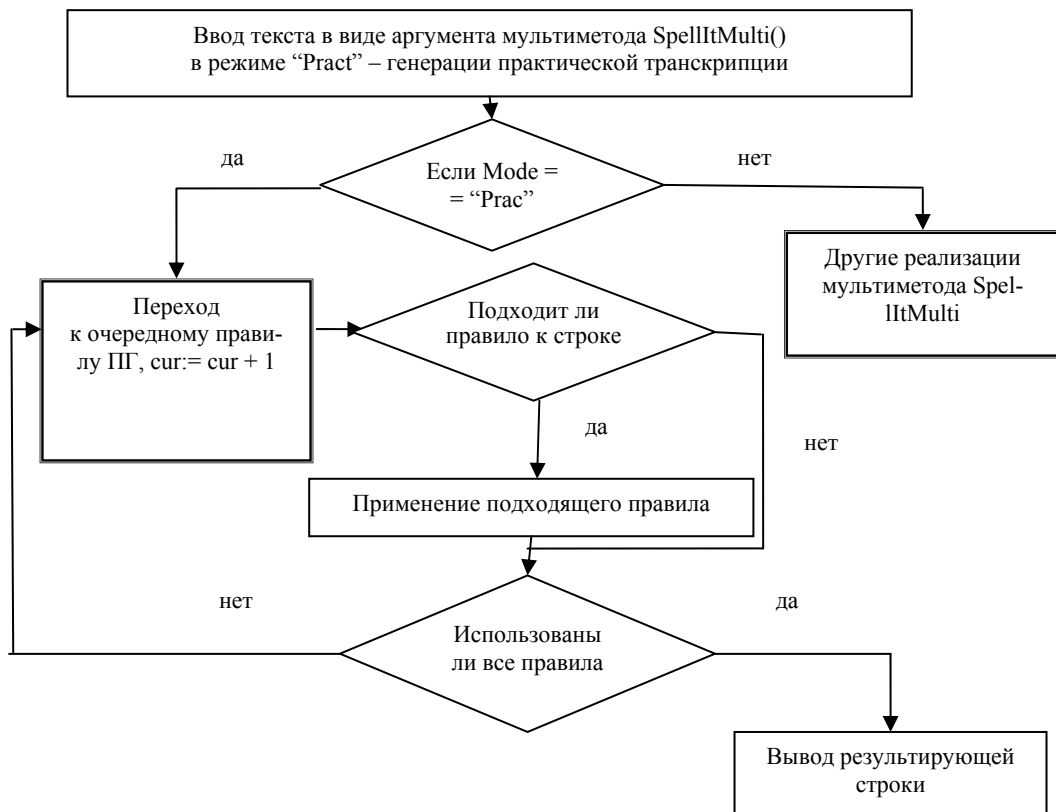 Ввод текста в виде аргумента мультиметода SpellItMulti()
в режиме “Pract” – генерации практической транскрипции
да
нет
Если Mode =
= “Prac”
Другие реализации
мультиметода Spel-
lItMulti
Переход
к очередному прави-
лу ПГ, cur:= cur + 1
Подходит ли
правило к строке
да
нет
Применение подходящего правила
нет
да
Использованы
ли все правила
Вывод результирующей
строки